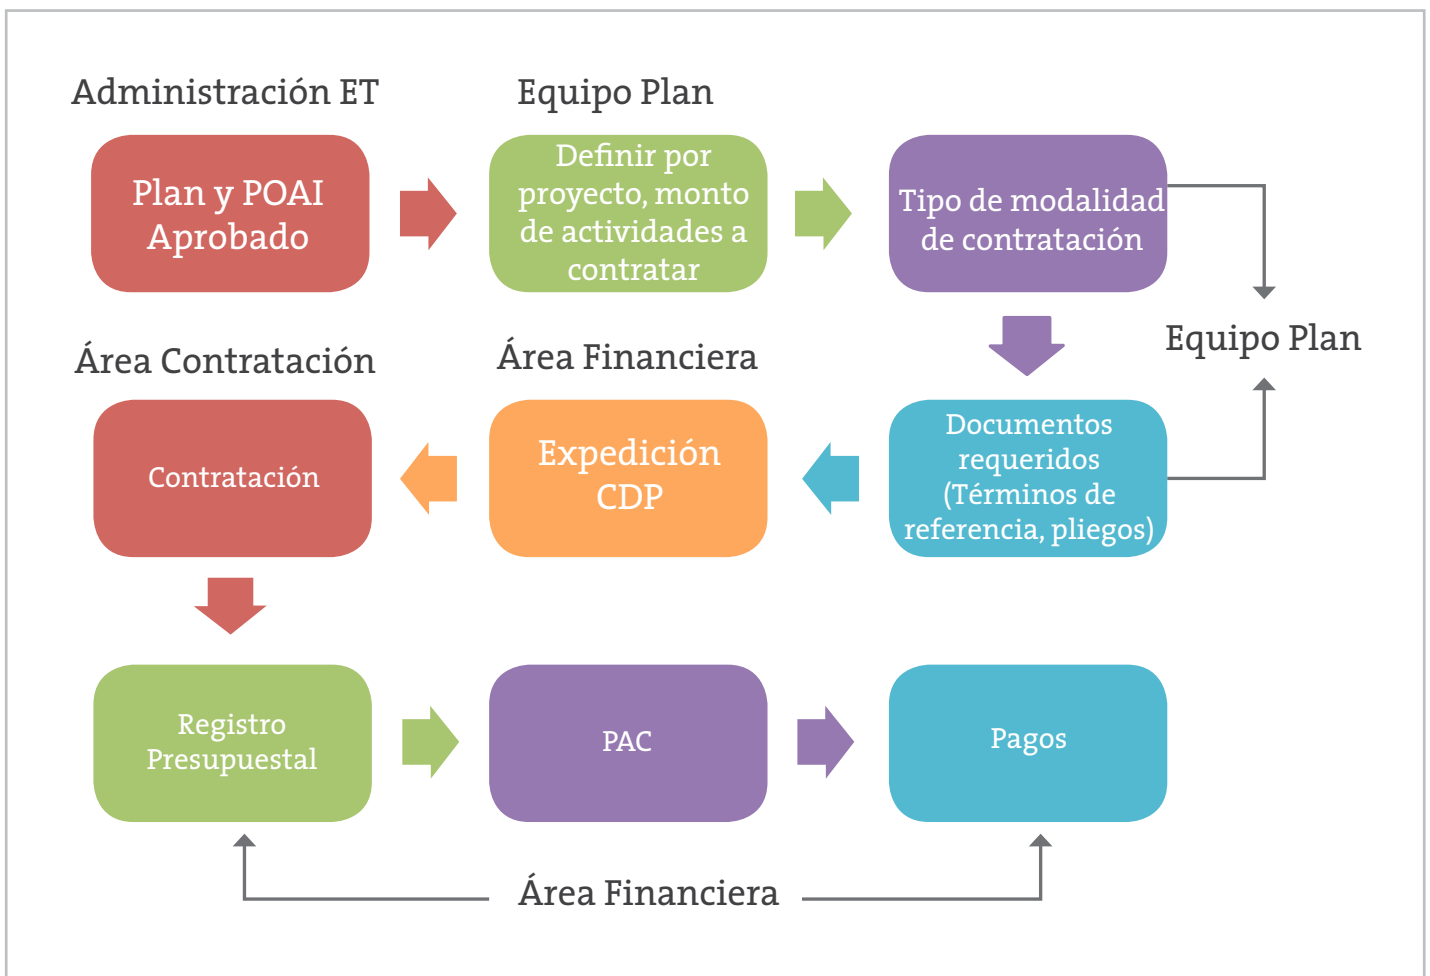 Administración ET
Equipo Plan
Plan y POAI
Aprobado
Definir por
proyecto, monto
de actividades a
contratar
Tipo de modalidad
de contratación
Equipo Plan
Área Contratación
Área Financiera
Documentos
requeridos
(Términos de
referencia, pliegos)
Expedición
CDP
Contratación
Registro
Presupuestal
PAC
Pagos
Área Financiera